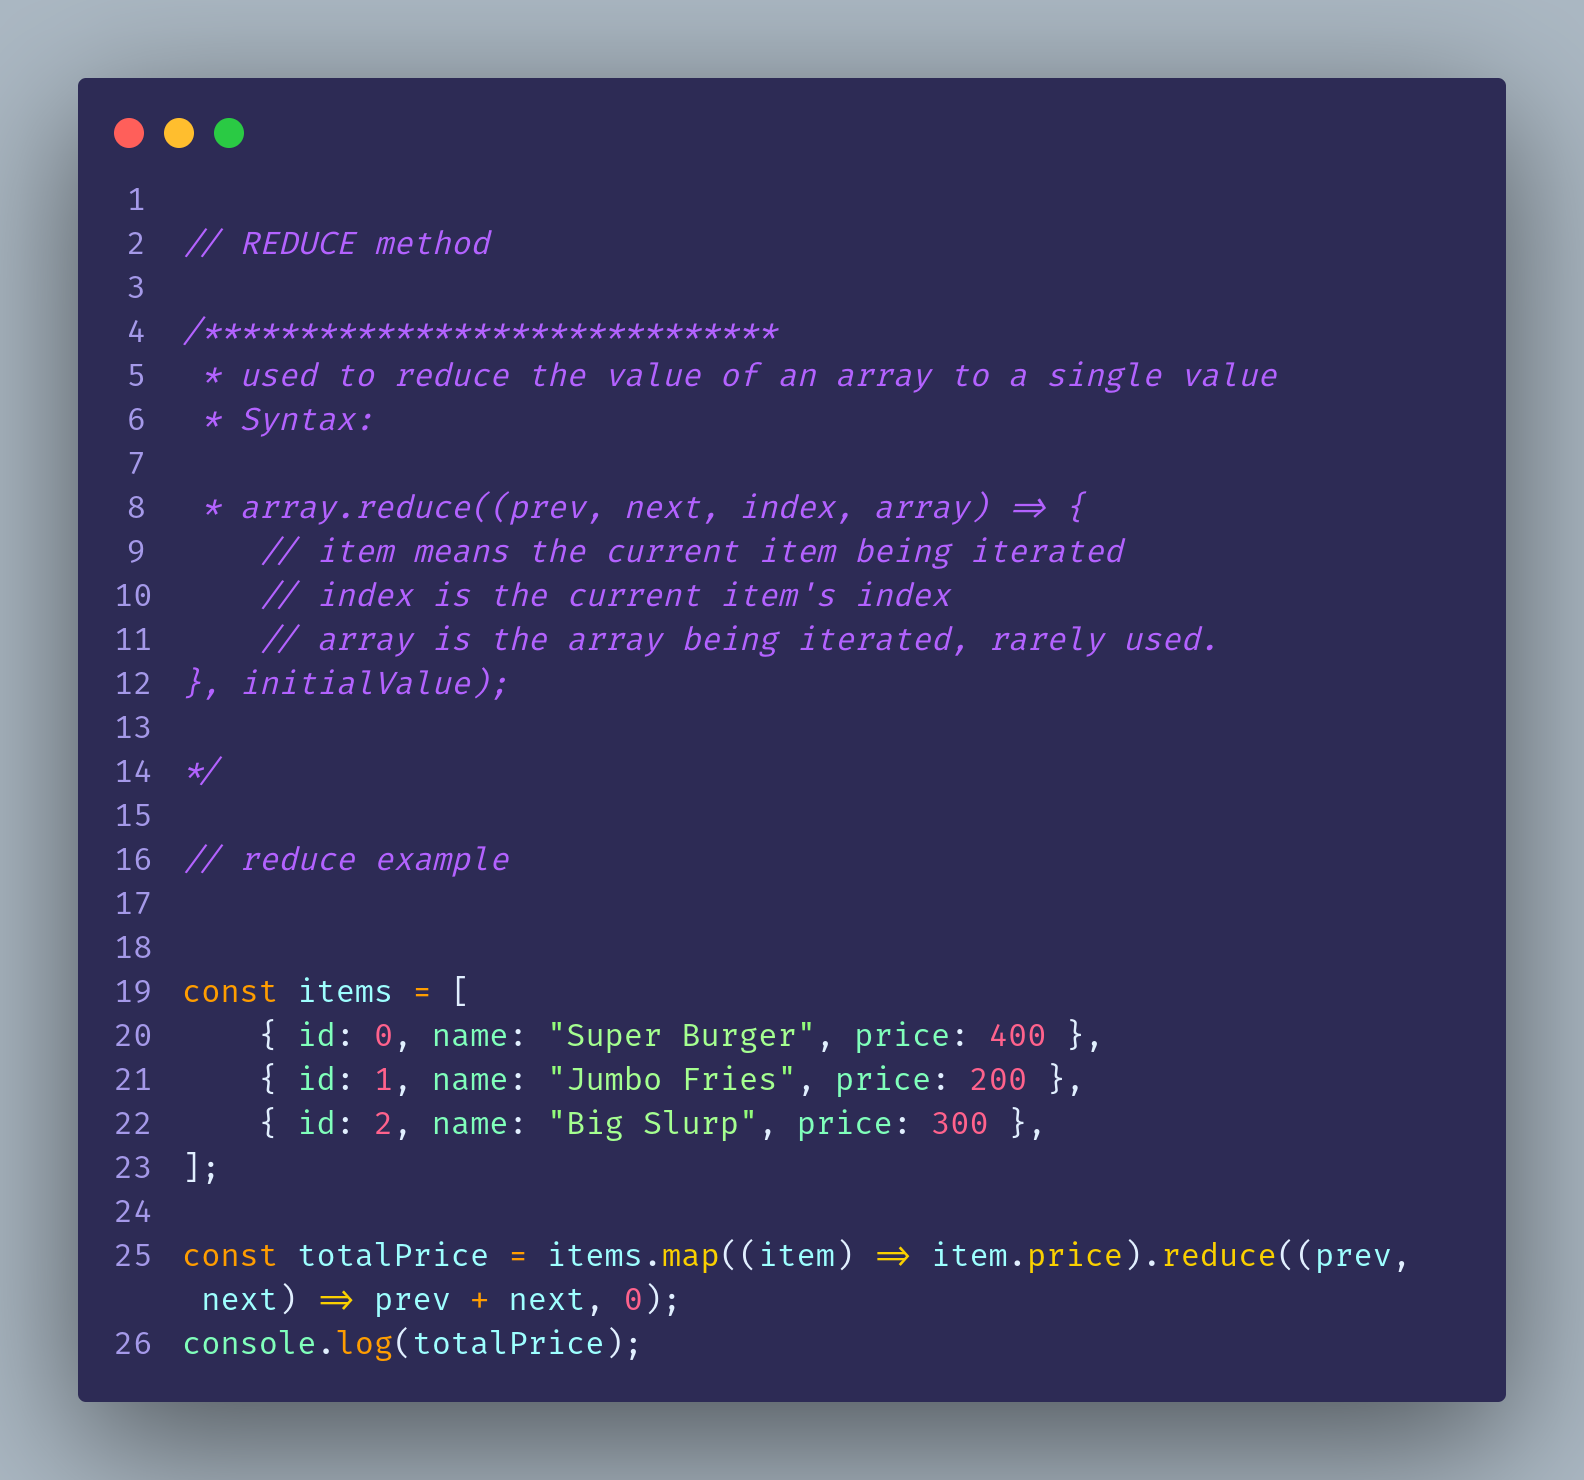 1
2 // REDUCE method
3
4 /******************************
5  * used to reduce the value of an array to a single value
6  * Syntax:
7
8  * array.reduce((prev, next, index, array) => {
9     // item means the current item being iterated
10     // index is the current item's index
11     // array is the array being iterated, rarely used.
12 }, initialValue);
13
14 */
15
16 // reduce example
17
18
19 const items = [
20     { id: 0, name: "Super Burger", price: 400 },
21     { id: 1, name: "Jumbo Fries", price: 200 },
22     { id: 2, name: "Big Slurp", price: 300 },
23 ];
24
25 const totalPrice = items.map((item) => item.price).reduce((prev,
 next) => prev + next, 0);
26 console.log(totalPrice);